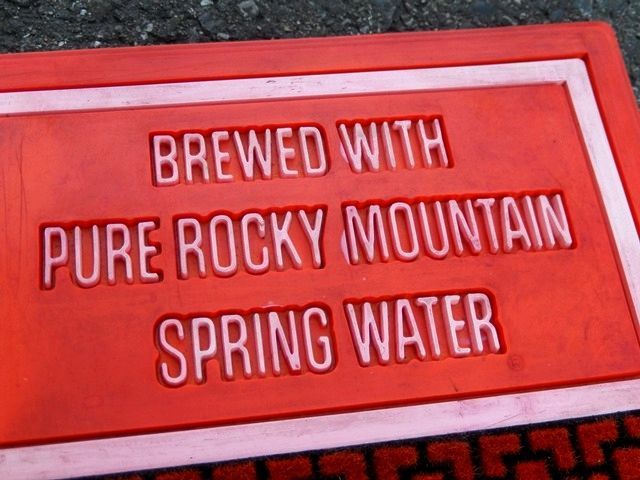 BREWED WITH
PURE ROCKY MOUNTAIN
SPRING WATER